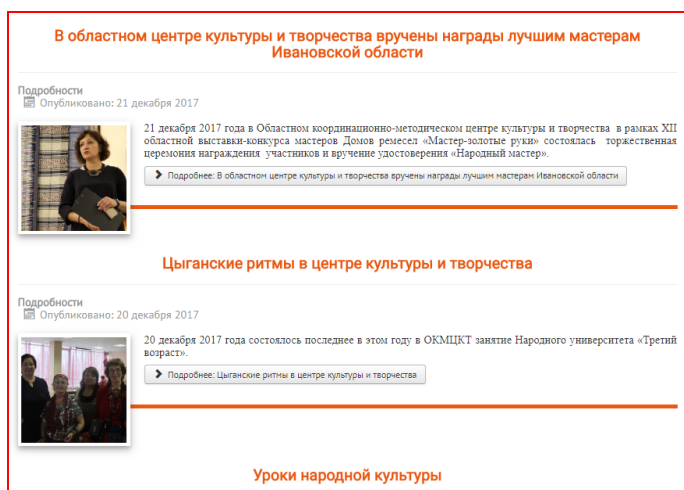 В областном центре культуры и творчества вручены награды лучшим мастерам
Ивановской области
Подробности
Опубликовано: 21 декабря 2017
21 декабря 2017 года в Областном координационно-методическом центре культуры и творчества в рамках XII
областной выставки-конкурса мастеров Домов ремесел «Мастер-золотые руки» состоялась торжественная
церемония награждения участников и вручение удостоверения «Народный мастер».
Подробнее: В областном центре культуры и творчества вручены награды лучшим мастерам Ивановской области
Цыганские ритмы в центре культуры и творчества
Подробности
Опубликовано: 20 декабря 2017
20 декабря 2017 года состоялось последнее в этом году в ОКМЦКТ занятие Народного университета «Третий
возраст».
Подробнее: Цыганские ритмы в центре культуры и творчества
Уроки народной культуры